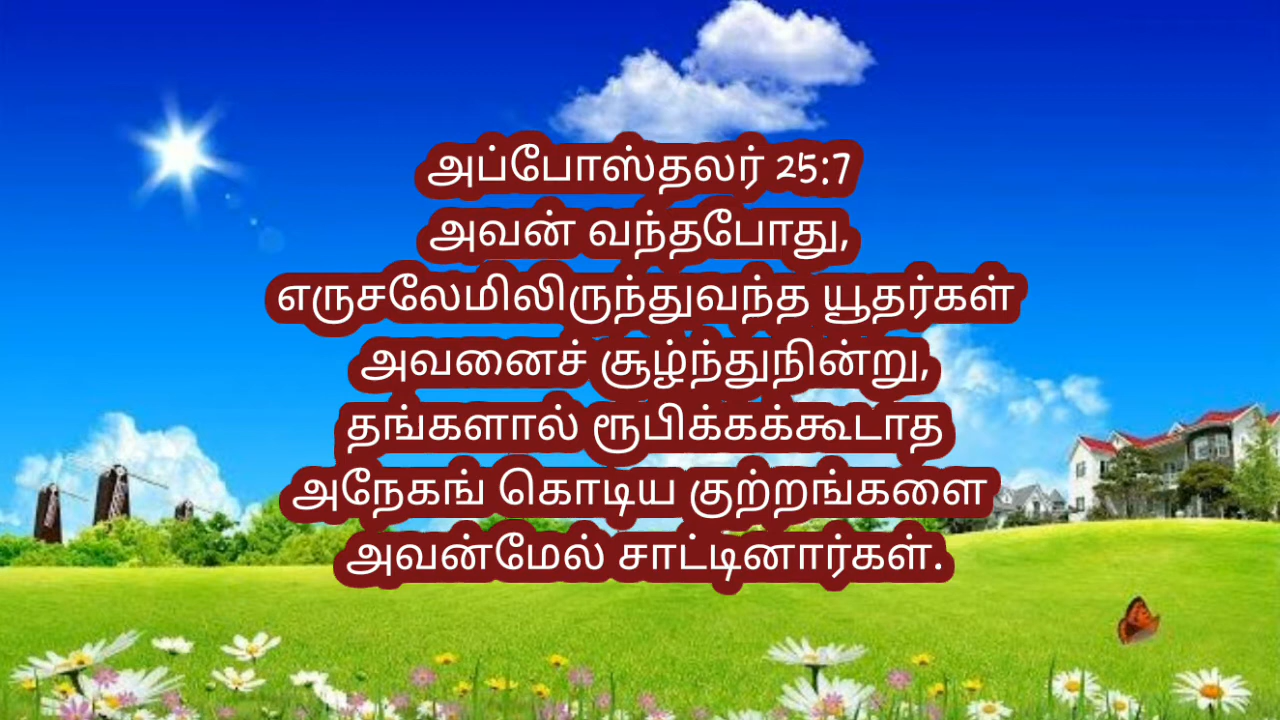 அப்போஸ்தலர் 25:7
அவன் வந்தபோது,
எருசலேமிலிருந்துவந்த யூதர்கள்
அவனைச் சூழ்ந்துநின்று,
தங்களால் ரூபிக்கக்கூடாத
அநேகங் கொடிய குற்றங்களை
அவன்மேல் சாட்டினார்கள்.